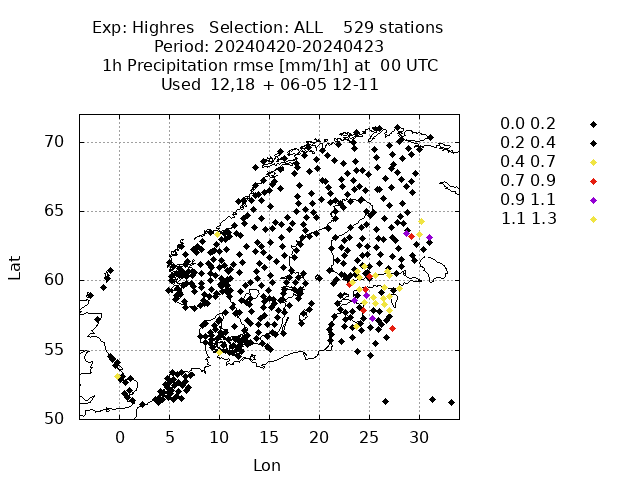 Exp: Highres   Selection: ALL    529 stations
Period: 20240420-20240423
1h Precipitation rmse [mm/1h] at  00 UTC
Used  12,18 + 06-05 12-11
0.0 0.2
0.2 0.4
0.4 0.7
0.7 0.9
0.9 1.1
1.1 1.3
70
65
60
55
50
Lat
0 5 10 15 20 25 30
Lon